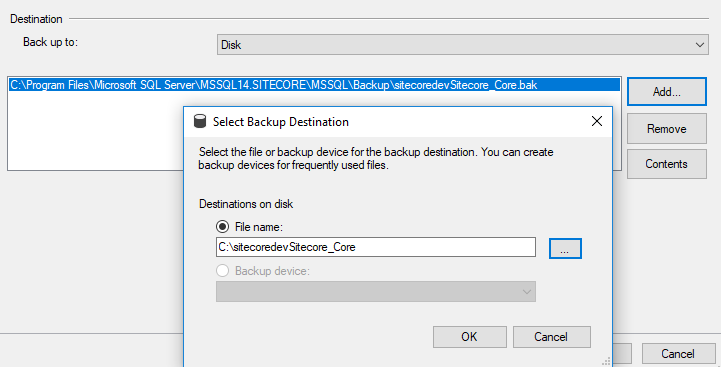 Destination
Back up to:
Disk
C:\Program Files\Microsoft SQL Server\MSSQL14.SITECORE\MSSQL\Backup\sitecoredevSitecore_Core.bak
Add...
Remove
Contents
Select Backup Destination
Select the file or backup device for the backup destination. You can create
backup devices for frequently used files.
Destinations on disk
File name:
C:\sitecoredevSitecore_Core
...
Backup device:
OK
Cancel
Cancel